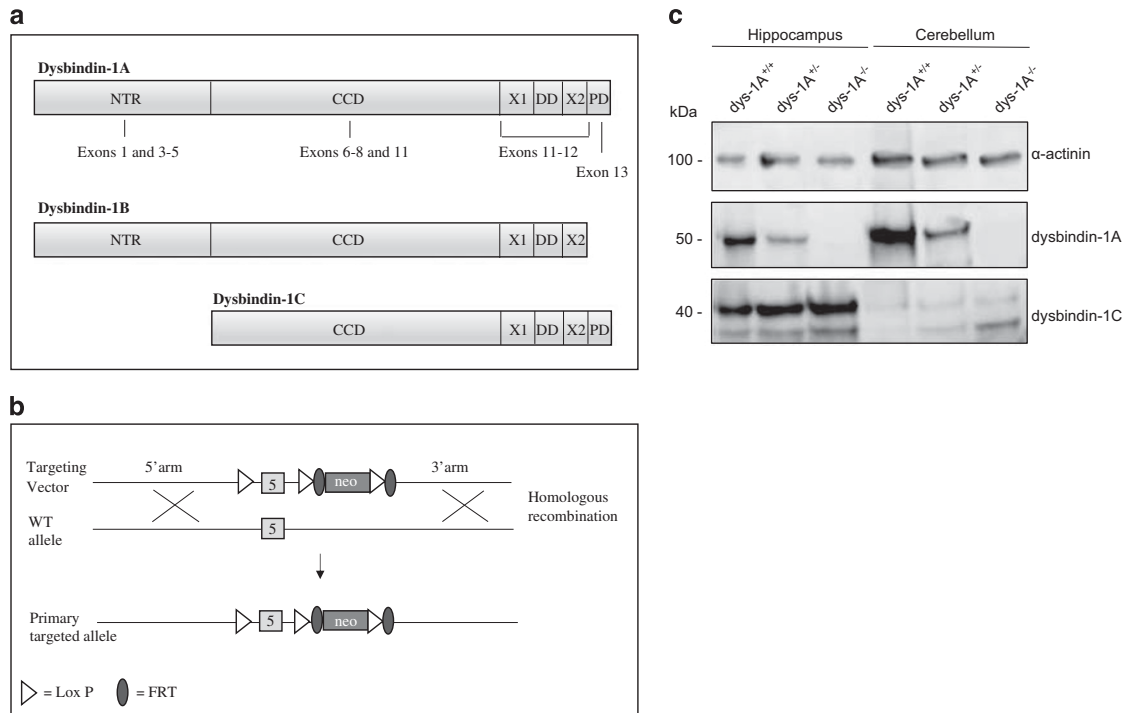 a
Dysbindin-1A
NTR CCD X1 DD X2 PD
Exons 1 and 3-5 Exons 6-8 and 11 Exons 11-12
Exon 13
Dysbindin-1B
NTR CCD X1 DD X2
Dysbindin-1C
CCD X1 DD X2 PD
b
Targeting Vector
5'arm 3'arm
5 neo
WT allele
5
Homologous recombination
Primary targeted allele
5 neo
= Lox P = FRT
c
Hippocampus Cerebellum
dys-1A+/+ dys-1A+/- dys-1A-/- dys-1A+/+ dys-1A+/- dys-1A-/-
kDa
100 - α-actinin
50 - dysbindin-1A
40 - dysbindin-1C